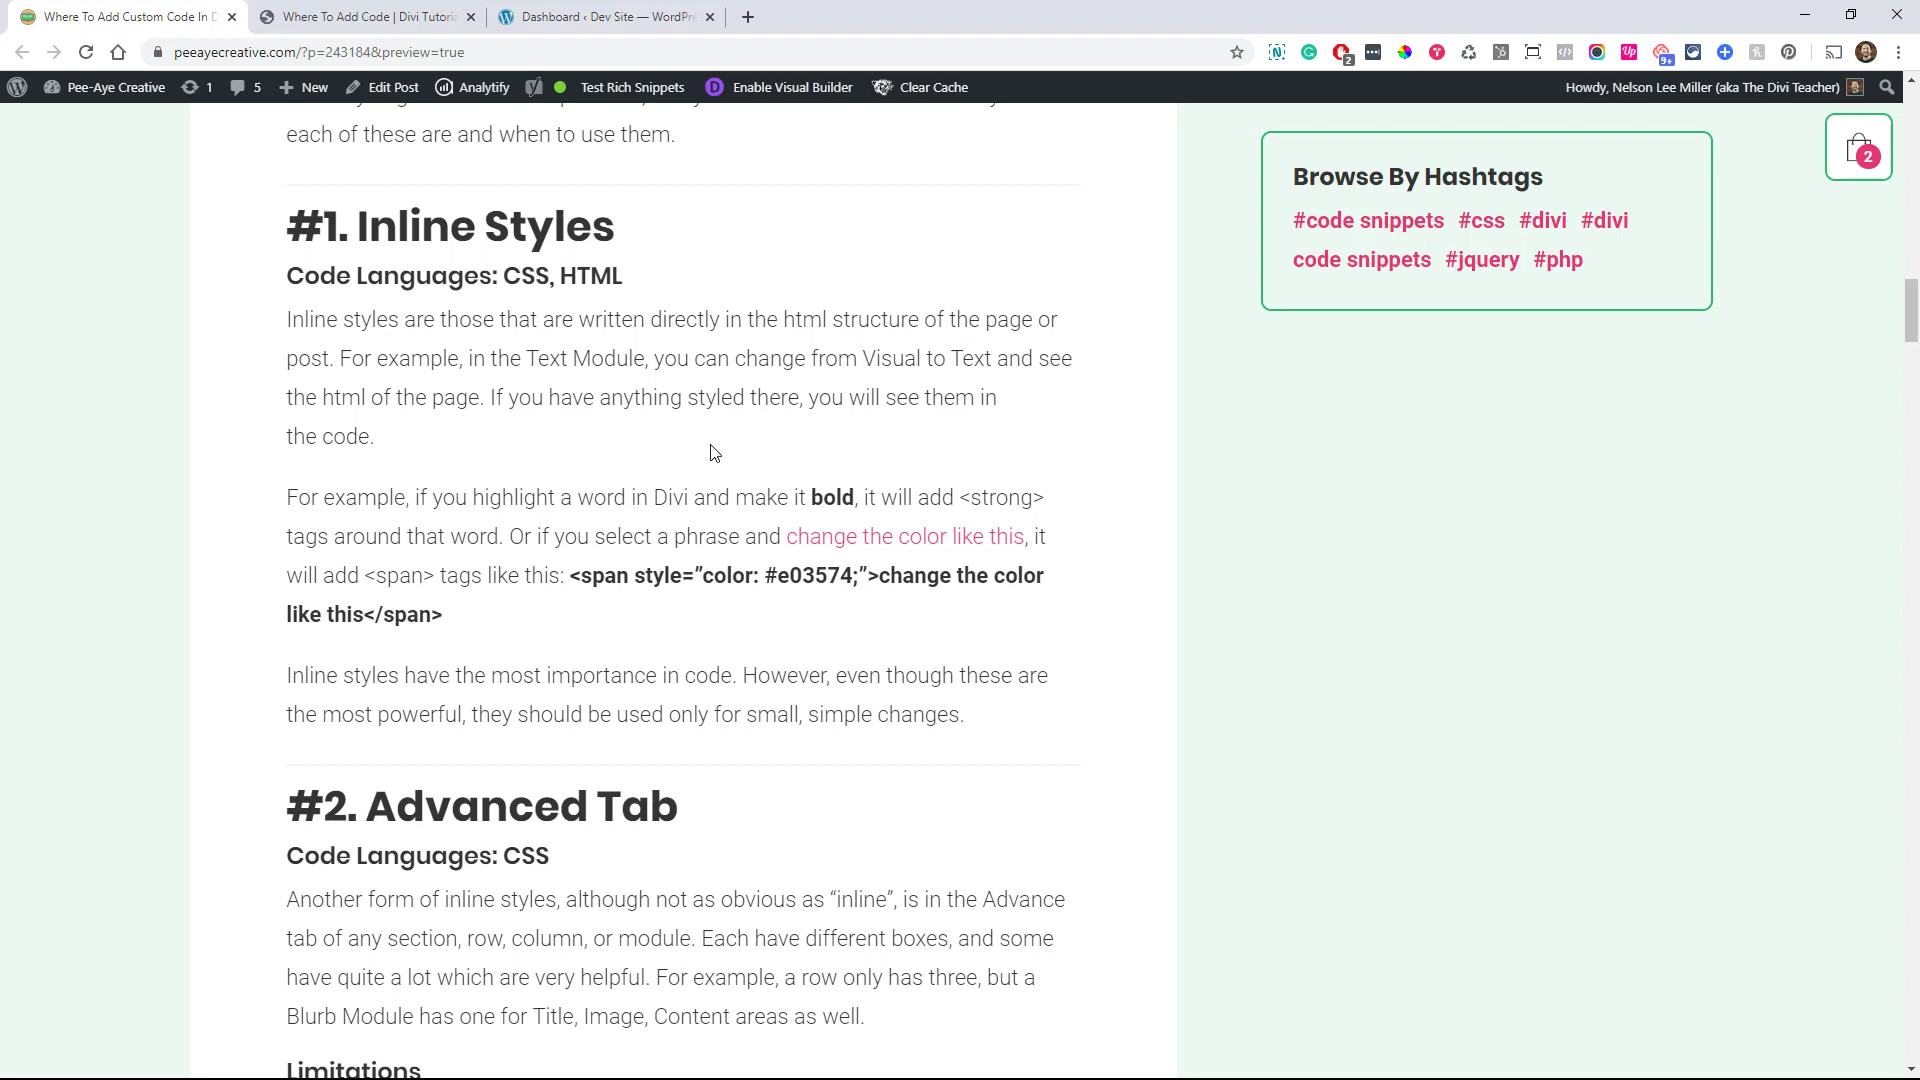 Where To Add Custom Code In D
Where To Add Code | Divi Tutoria
Dashboard ‹ Dev Site — WordPre
peeayecreative.com/?p=243184&preview=true
2
9+
Pee-Aye Creative
1
5
New
Edit Post
Analytify
Test Rich Snippets
Enable Visual Builder
Clear Cache
Howdy, Nelson Lee Miller (aka The Divi Teacher)
each of these are and when to use them.
#1. Inline Styles
Code Languages: CSS, HTML
Inline styles are those that are written directly in the html structure of the page or
post. For example, in the Text Module, you can change from Visual to Text and see
the html of the page. If you have anything styled there, you will see them in
the code.
For example, if you highlight a word in Divi and make it bold, it will add <strong>
tags around that word. Or if you select a phrase and change the color like this, it
will add <span> tags like this: <span style=”color: #e03574;”>change the color
like this</span>
Inline styles have the most importance in code. However, even though these are
the most powerful, they should be used only for small, simple changes.
#2. Advanced Tab
Code Languages: CSS
Another form of inline styles, although not as obvious as “inline”, is in the Advance
tab of any section, row, column, or module. Each have different boxes, and some
have quite a lot which are very helpful. For example, a row only has three, but a
Blurb Module has one for Title, Image, Content areas as well.
Limitations
Browse By Hashtags
#code snippets #css #divi #divi
code snippets #jquery #php
2